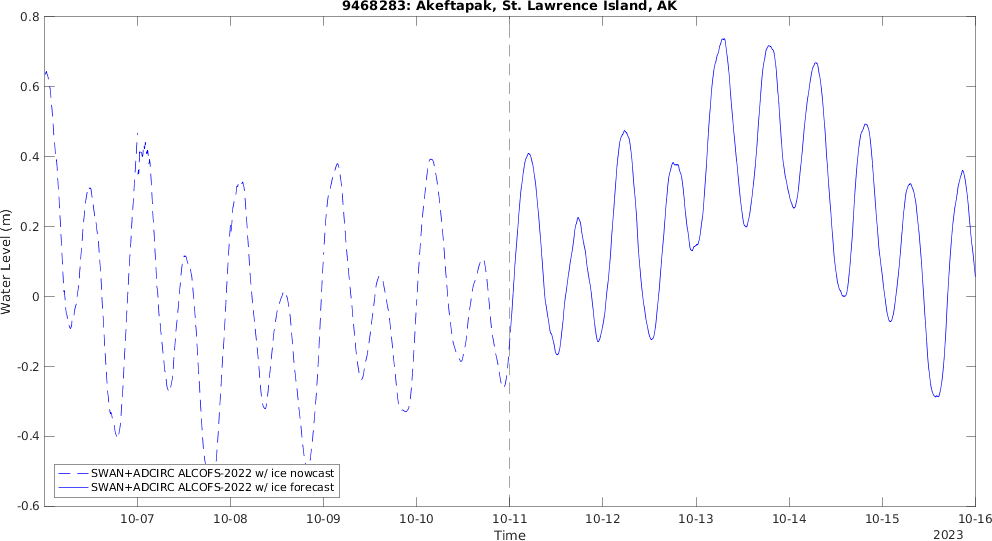 9468283: Akeftapak, St. Lawrence Island, AK
Water Level (m)
0.8
0.6
0.4
0.2
0
-0.2
-0.4
-0.6
SWAN+ADCIRC ALCOFS-2022 w/ ice nowcast
SWAN+ADCIRC ALCOFS-2022 w/ ice forecast
10-07 10-08 10-09 10-10 10-11 10-12 10-13 10-14 10-15 10-16
Time
2023